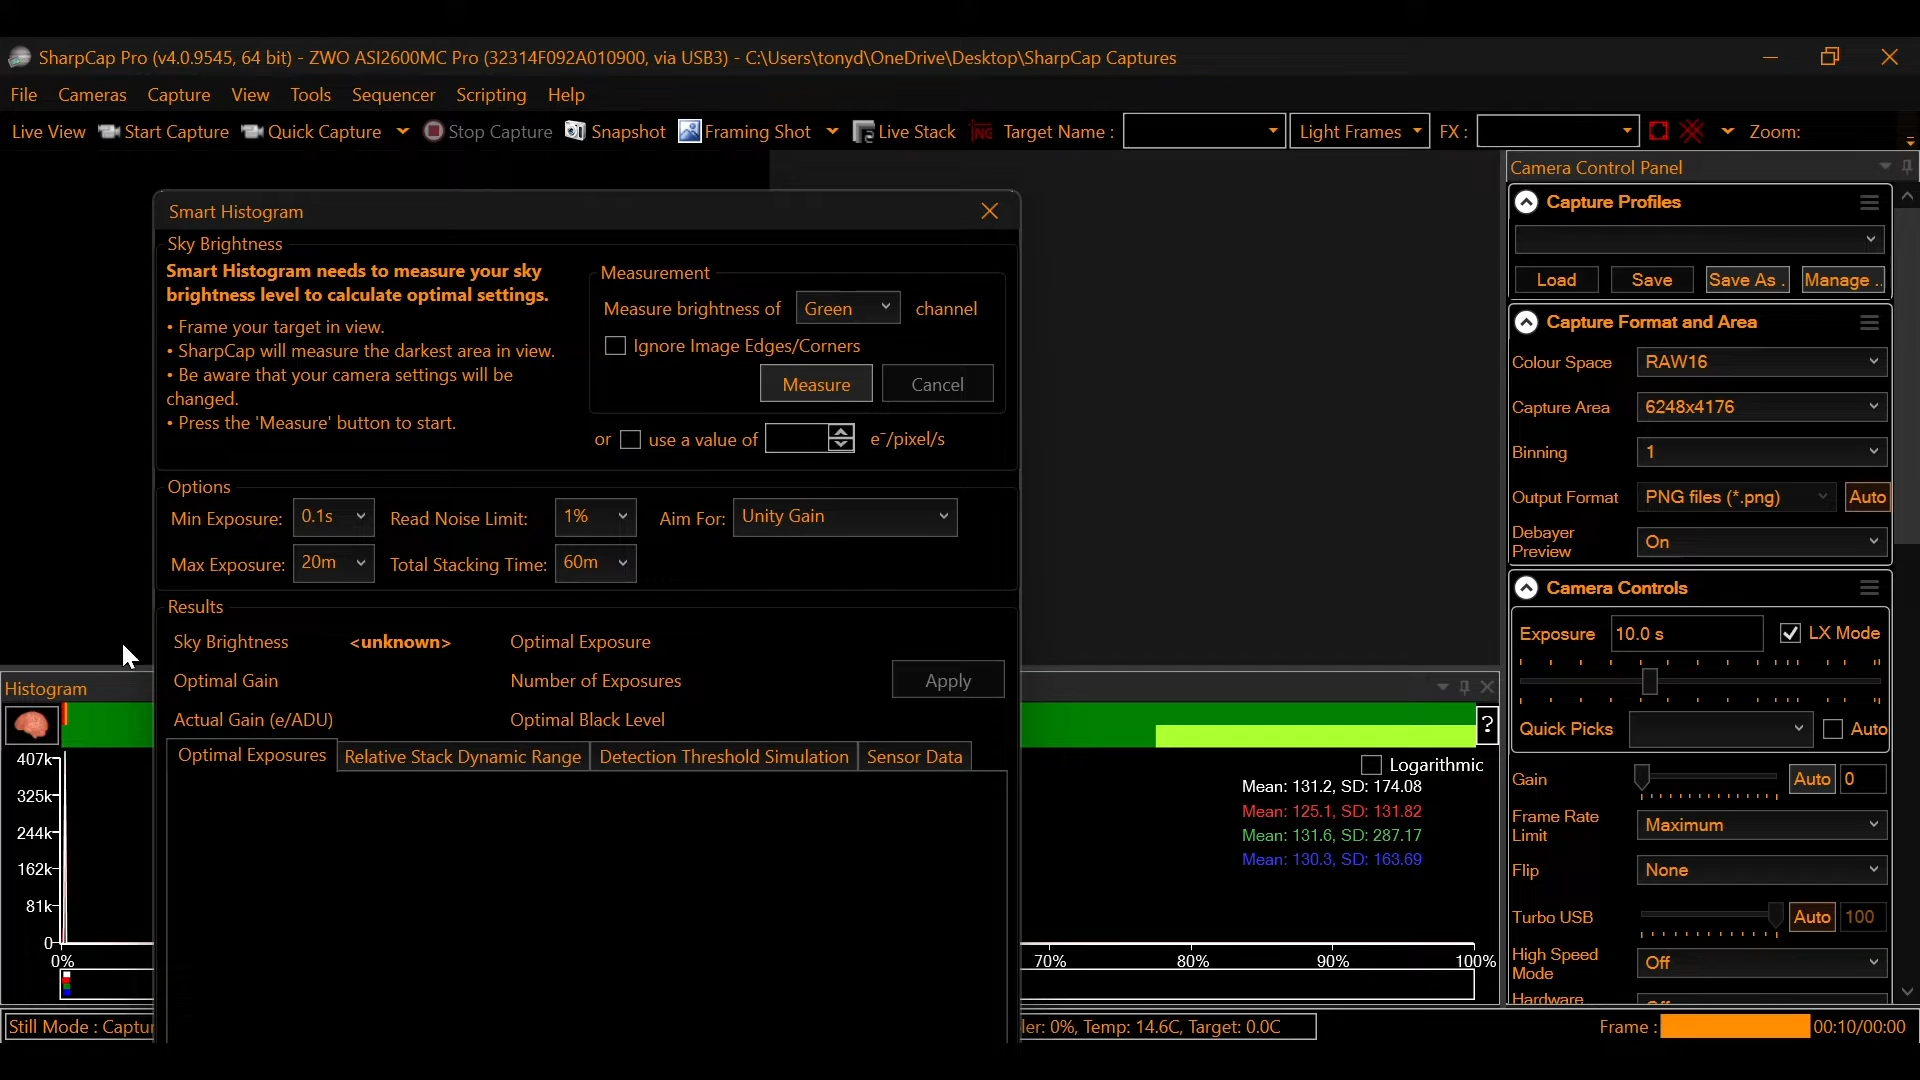 SharpCap Pro (v4.0.9545, 64 bit) - ZWO ASI2600MC Pro (32314F092A010900, via USB3) - C:\Users\tonyd\OneDrive\Desktop\SharpCap Captures
File Cameras Capture View Tools Sequencer Scripting Help
Live View Start Capture Quick Capture Stop Capture Snapshot Framing Shot Live Stack NG Target Name : Light Frames FX : Zoom:
Smart Histogram
Sky Brightness
Smart Histogram needs to measure your sky
brightness level to calculate optimal settings.
• Frame your target in view.
• SharpCap will measure the darkest area in view.
• Be aware that your camera settings will be
changed.
• Press the 'Measure' button to start.
Measurement
Measure brightness of Green channel
Ignore Image Edges/Corners
Measure Cancel
or use a value of e⁻/pixel/s
Options
Min Exposure: 0.1s Read Noise Limit: 1% Aim For: Unity Gain
Max Exposure: 20m Total Stacking Time: 60m
Results
Sky Brightness <unknown> Optimal Exposure
Optimal Gain Number of Exposures Apply
Actual Gain (e/ADU) Optimal Black Level
Optimal Exposures Relative Stack Dynamic Range Detection Threshold Simulation Sensor Data
Histogram
?
Logarithmic
Mean: 131.2, SD: 174.08
Mean: 125.1, SD: 131.82
Mean: 131.6, SD: 287.17
Mean: 130.3, SD: 163.69
407k
325k
244k
162k
81k
0
0% 70% 80% 90% 100%
Camera Control Panel
Capture Profiles
Load Save Save As . Manage ..
Capture Format and Area
Colour Space RAW16
Capture Area 6248x4176
Binning 1
Output Format PNG files (*.png) Auto
Debayer
Preview On
Camera Controls
Exposure 10.0 s LX Mode
Quick Picks Auto
Gain Auto 0
Frame Rate
Limit Maximum
Flip None
Turbo USB Auto 100
High Speed
Mode Off
Hardware
Still Mode : Captur ler: 0%, Temp: 14.6C, Target: 0.0C Frame : 00:10/00:00